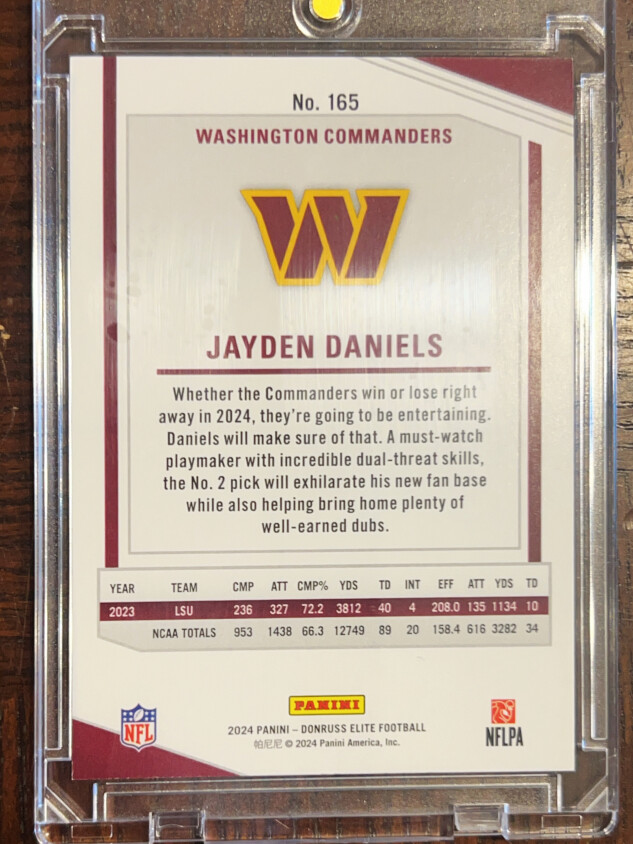 No. 165
WASHINGTON COMMANDERS
W
JAYDEN DANIELS
Whether the Commanders win or lose right
away in 2024, they're going to be entertaining.
Daniels will make sure of that. A must-watch
playmaker with incredible dual-threat skills,
the No. 2 pick will exhilarate his new fan base
while also helping bring home plenty of
well-earned dubs.
YEAR TEAM CMP ATT CMP% YDS TD INT EFF ATT YDS TD
2023 LSU 236 327 72.2 3812 40 4 208.0 135 1134 10
NCAA TOTALS 953 1438 66.3 12749 89 20 158.4 616 3282 34
PANINI
NFL
2024 PANINI – DONRUSS ELITE FOOTBALL
帕尼尼 © 2024 Panini America, Inc.
NFLPA